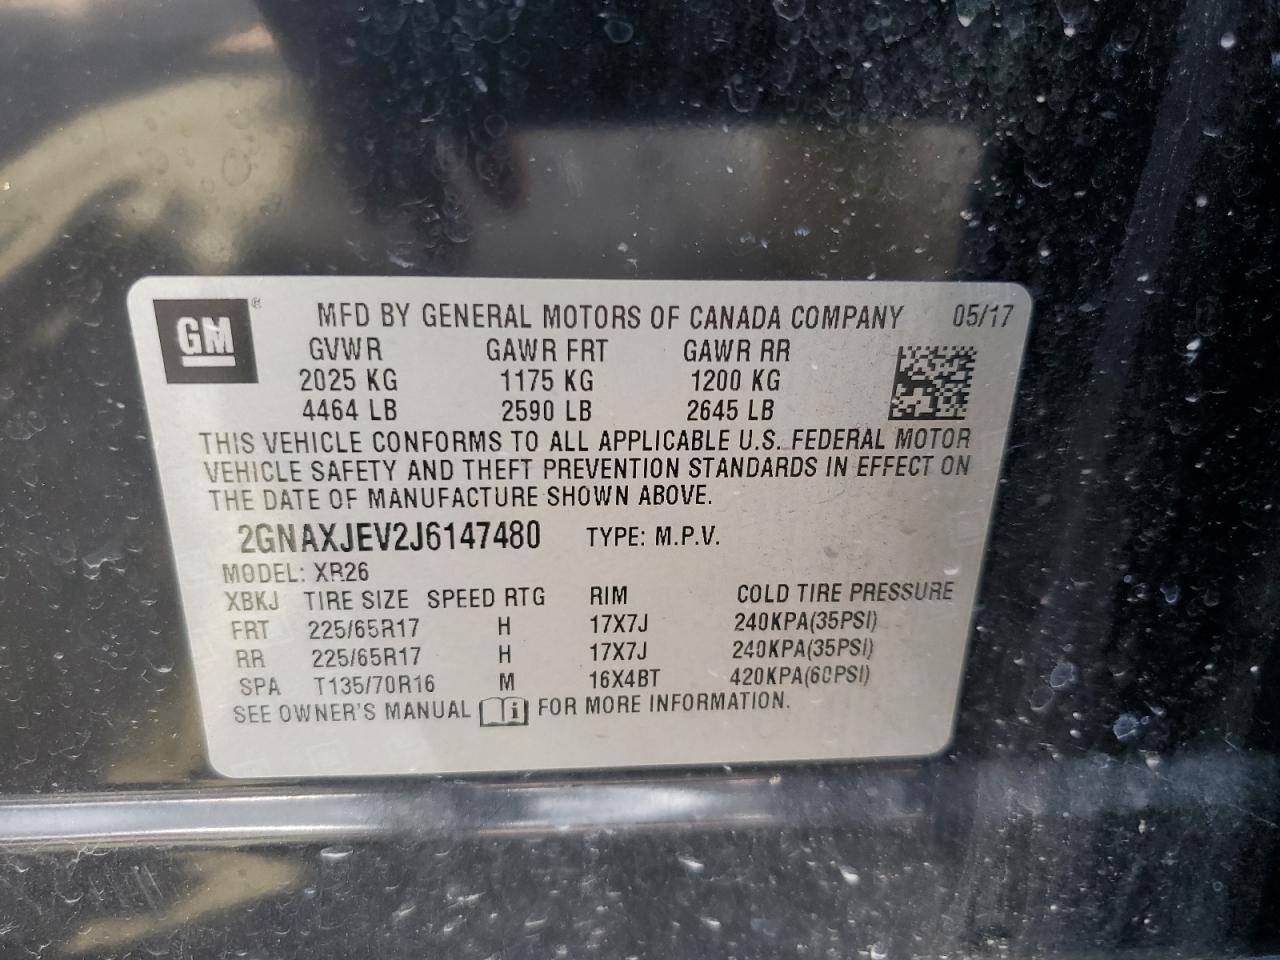 GM ® MFD BY GENERAL MOTORS OF CANADA COMPANY 05/17
GVWR GAWR FRT GAWR RR
2025 KG 1175 KG 1200 KG
4464 LB 2590 LB 2645 LB
THIS VEHICLE CONFORMS TO ALL APPLICABLE U.S. FEDERAL MOTOR
VEHICLE SAFETY AND THEFT PREVENTION STANDARDS IN EFFECT ON
THE DATE OF MANUFACTURE SHOWN ABOVE.
2GNAXJEV2J6147480 TYPE: M.P.V.
MODEL: XR26
XBKJ TIRE SIZE SPEED RTG RIM COLD TIRE PRESSURE
FRT 225/65R17 H 17X7J 240KPA(35PSI)
RR 225/65R17 H 17X7J 240KPA(35PSI)
SPA T135/70R16 M 16X4BT 420KPA(60PSI)
SEE OWNER'S MANUAL i FOR MORE INFORMATION.